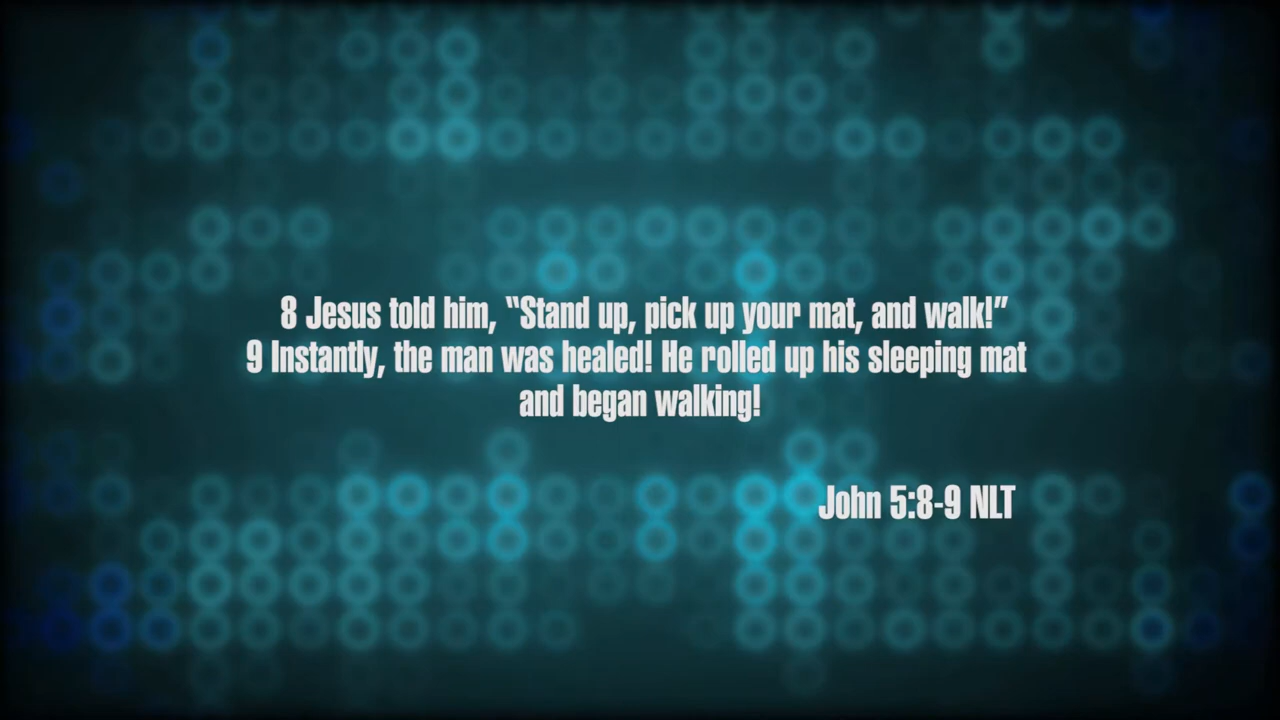 8 Jesus told him, “Stand up, pick up your mat, and walk!”
9 Instantly, the man was healed! He rolled up his sleeping mat
and began walking!
John 5:8-9 NLT